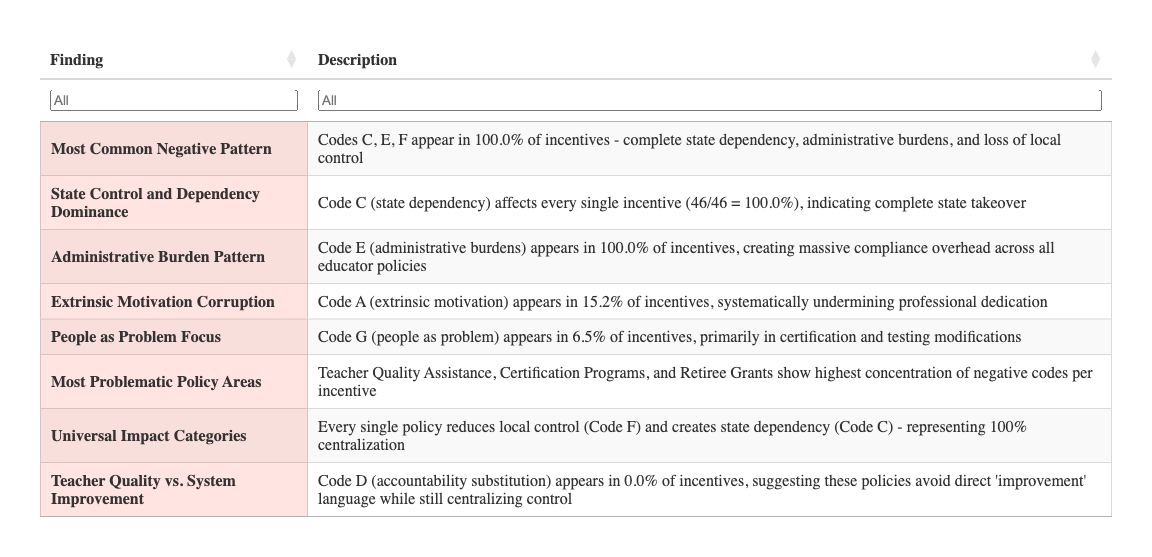 Finding
Description
All
All
Most Common Negative Pattern
Codes C, E, F appear in 100.0% of incentives - complete state dependency, administrative burdens, and loss of local
control
State Control and Dependency
Dominance
Code C (state dependency) affects every single incentive (46/46 = 100.0%), indicating complete state takeover
Administrative Burden Pattern
Code E (administrative burdens) appears in 100.0% of incentives, creating massive compliance overhead across all
educator policies
Extrinsic Motivation Corruption
Code A (extrinsic motivation) appears in 15.2% of incentives, systematically undermining professional dedication
People as Problem Focus
Code G (people as problem) appears in 6.5% of incentives, primarily in certification and testing modifications
Most Problematic Policy Areas
Teacher Quality Assistance, Certification Programs, and Retiree Grants show highest concentration of negative codes per
incentive
Universal Impact Categories
Every single policy reduces local control (Code F) and creates state dependency (Code C) - representing 100%
centralization
Teacher Quality vs. System
Improvement
Code D (accountability substitution) appears in 0.0% of incentives, suggesting these policies avoid direct 'improvement'
language while still centralizing control